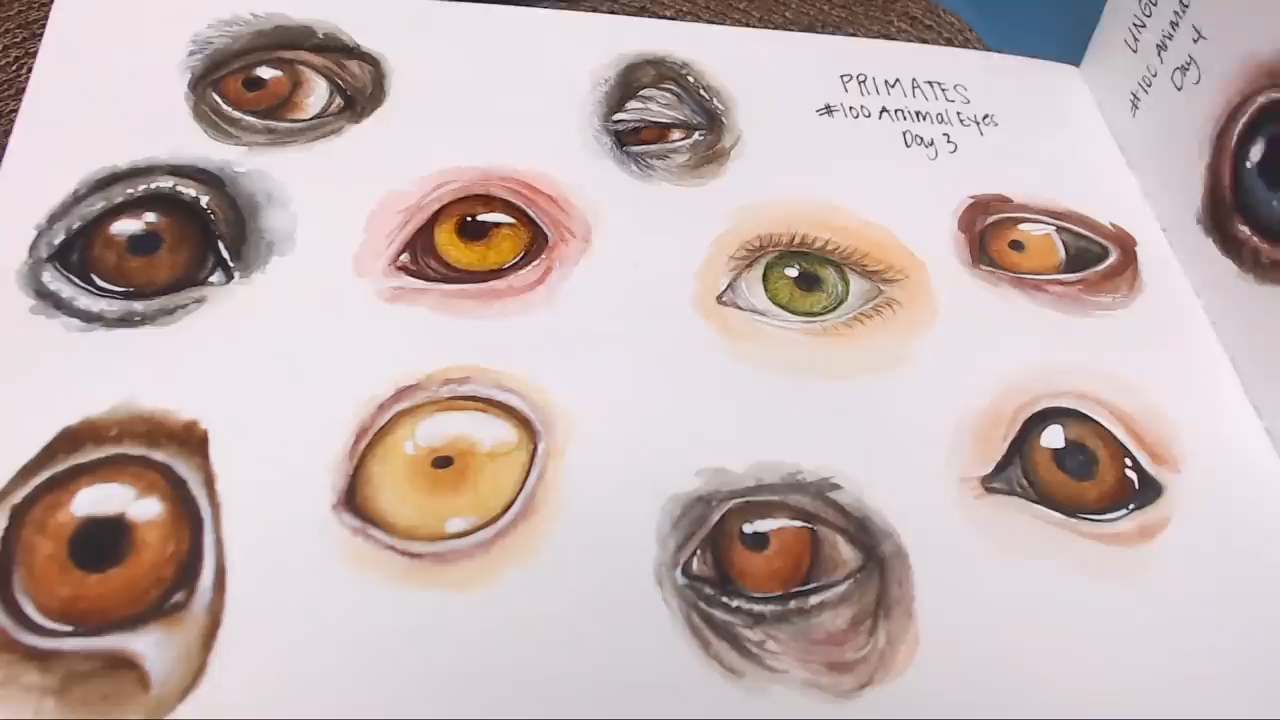 PRIMATES
#100 Animal Eyes
Day 3
#100 Anima
Day 4